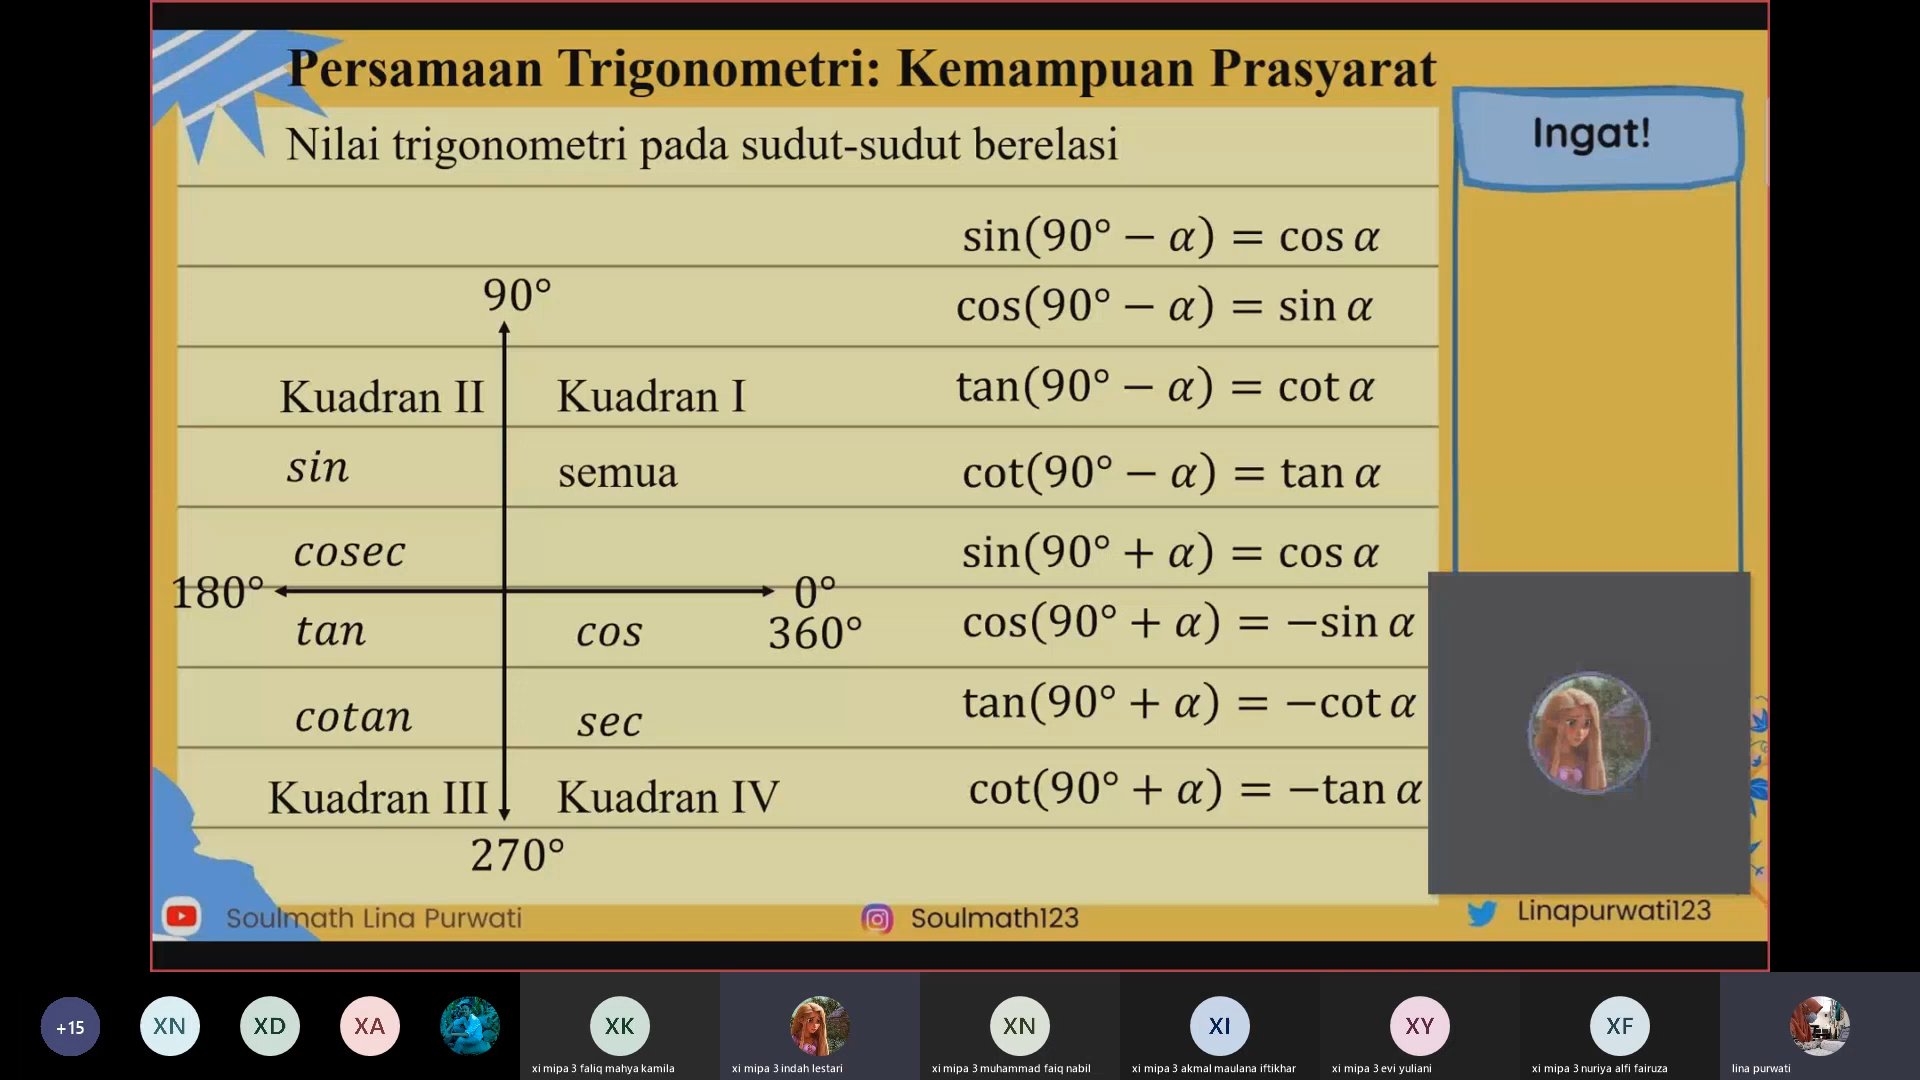 Persamaan Trigonometri: Kemampuan Prasyarat
Ingat!
Nilai trigonometri pada sudut-sudut berelasi
sin(90° − α) = cos α
90°
cos(90° − α) = sin α
Kuadran II
Kuadran I
tan(90° − α) = cot α
sin
semua
cot(90° − α) = tan α
cosec
sin(90° + α) = cos α
180°
0°
tan
cos
360°
cos(90° + α) = −sin α
cotan
sec
tan(90° + α) = −cot α
Kuadran III
Kuadran IV
cot(90° + α) = −tan α
270°
Soulmath Lina Purwati
Soulmath123
Linapurwati123
+15
XN
XD
XA
XK
XN
XI
XY
XF
xi mipa 3 faliq mahya kamila
xi mipa 3 indah lestari
xi mipa 3 muhammad faiq nabil
xi mipa 3 akmal maulana iftikhar
xi mipa 3 evi yuliani
xi mipa 3 nuriya alfi fairuza
lina purwati